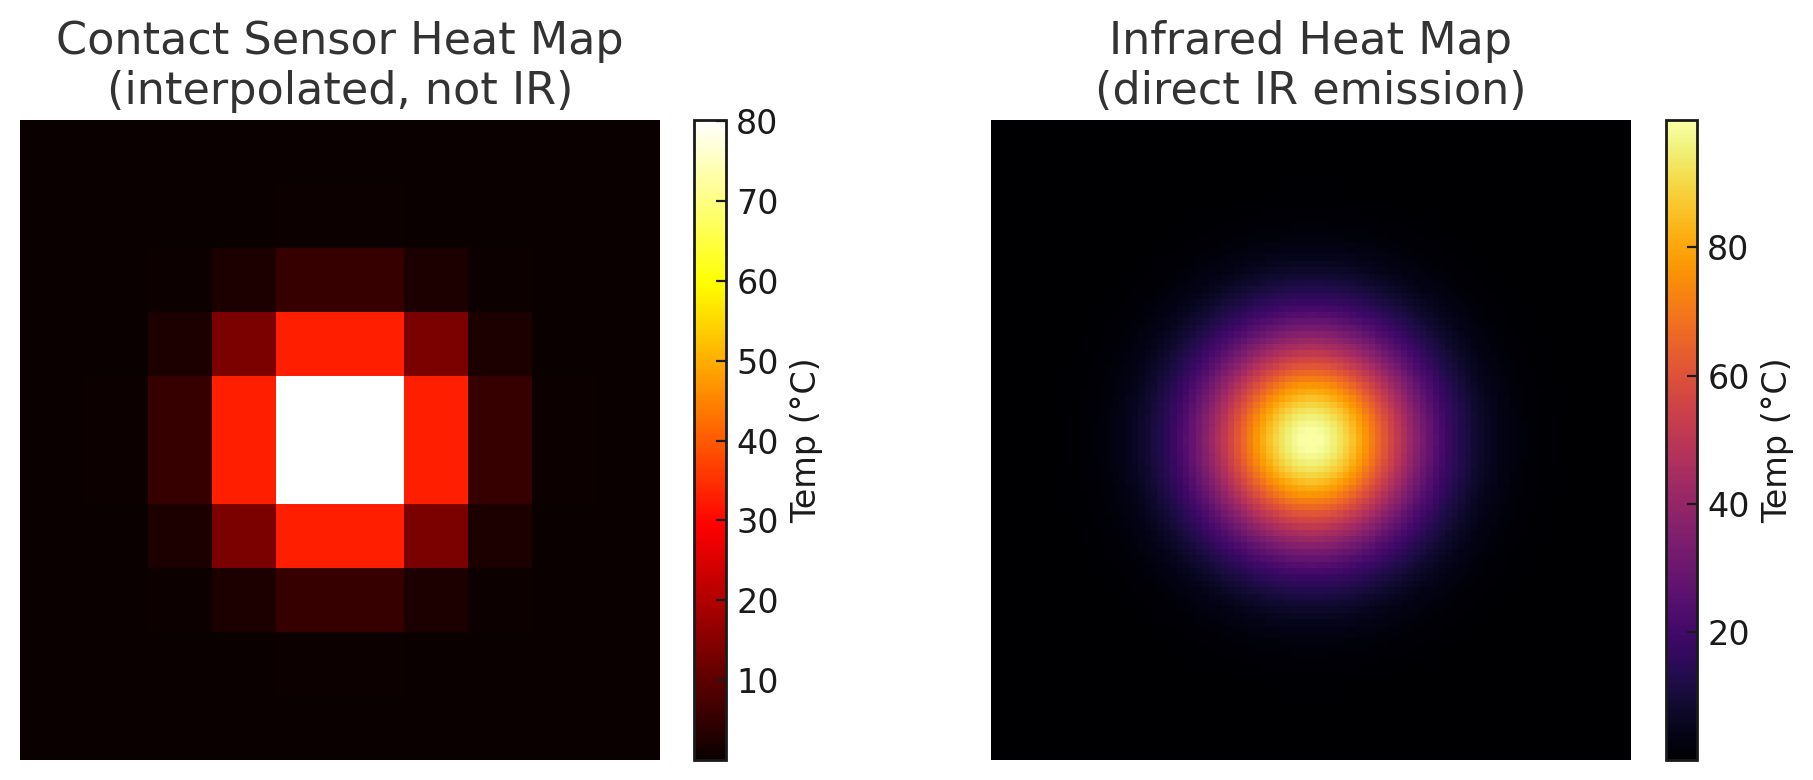 Contact Sensor Heat Map
(interpolated, not IR)
80
70
60
50
40
30
20
10
Temp (°C)
Infrared Heat Map
(direct IR emission)
80
60
40
20
Temp (°C)